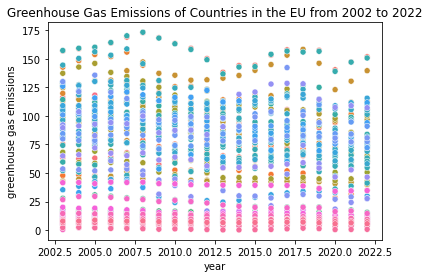 Greenhouse Gas Emissions of Countries in the EU from 2002 to 2022
greenhouse gas emissions
175
150
125
100
75
50
25
0
2002.5 2005.0 2007.5 2010.0 2012.5 2015.0 2017.5 2020.0 2022.5
year